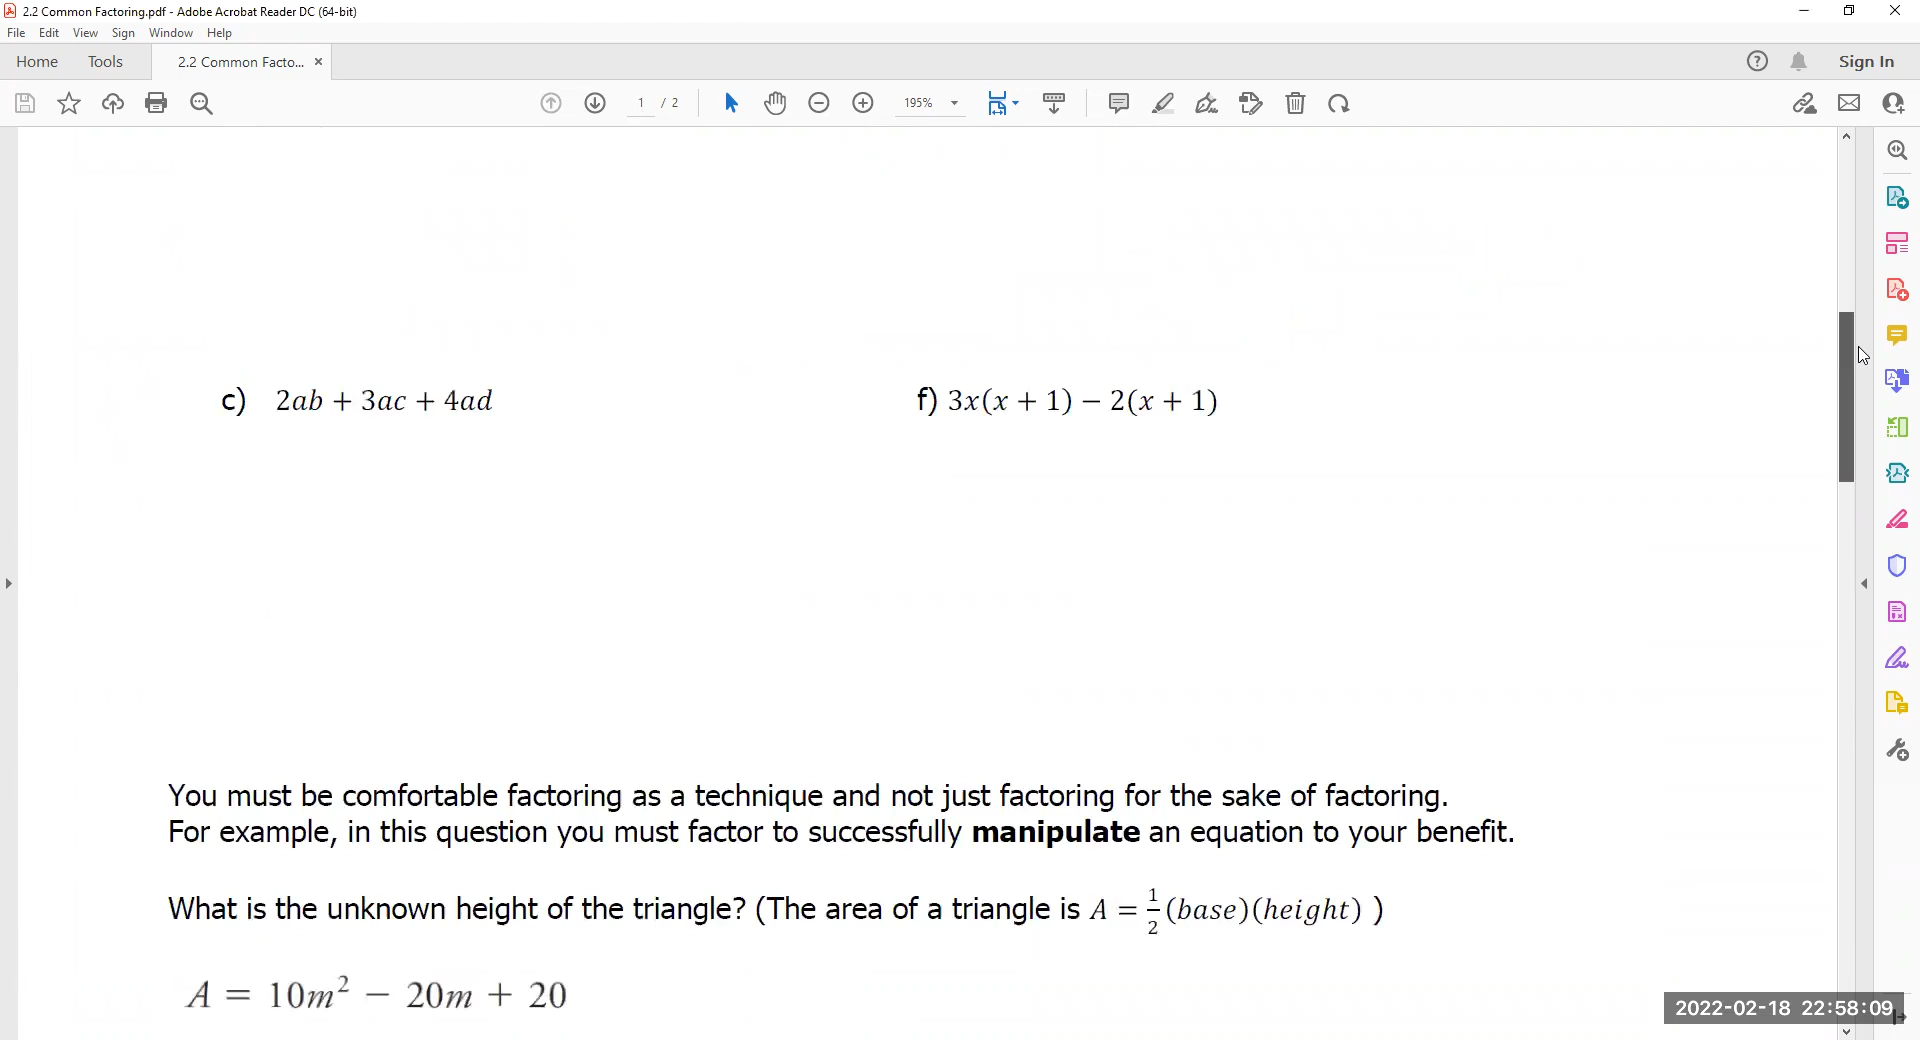 2.2 Common Factoring.pdf - Adobe Acrobat Reader DC (64-bit)
File Edit View Sign Window Help
Home Tools 2.2 Common Facto... × Sign In
1 / 2 195%
c) 2ab + 3ac + 4ad
f) 3x(x + 1) − 2(x + 1)
You must be comfortable factoring as a technique and not just factoring for the sake of factoring.
For example, in this question you must factor to successfully manipulate an equation to your benefit.
What is the unknown height of the triangle? (The area of a triangle is A = 1/2 (base)(height) )
A = 10m² − 20m + 20
2022-02-18 22:58:09